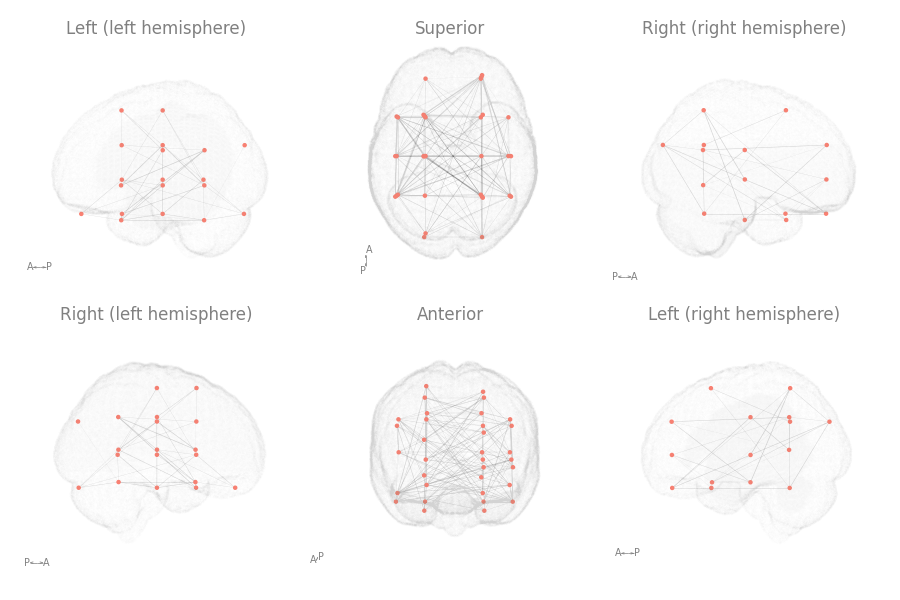 Left (left hemisphere)
Superior
Right (right hemisphere)
A
P
A P
P A
Right (left hemisphere)
Anterior
Left (right hemisphere)
P A
A P
A P